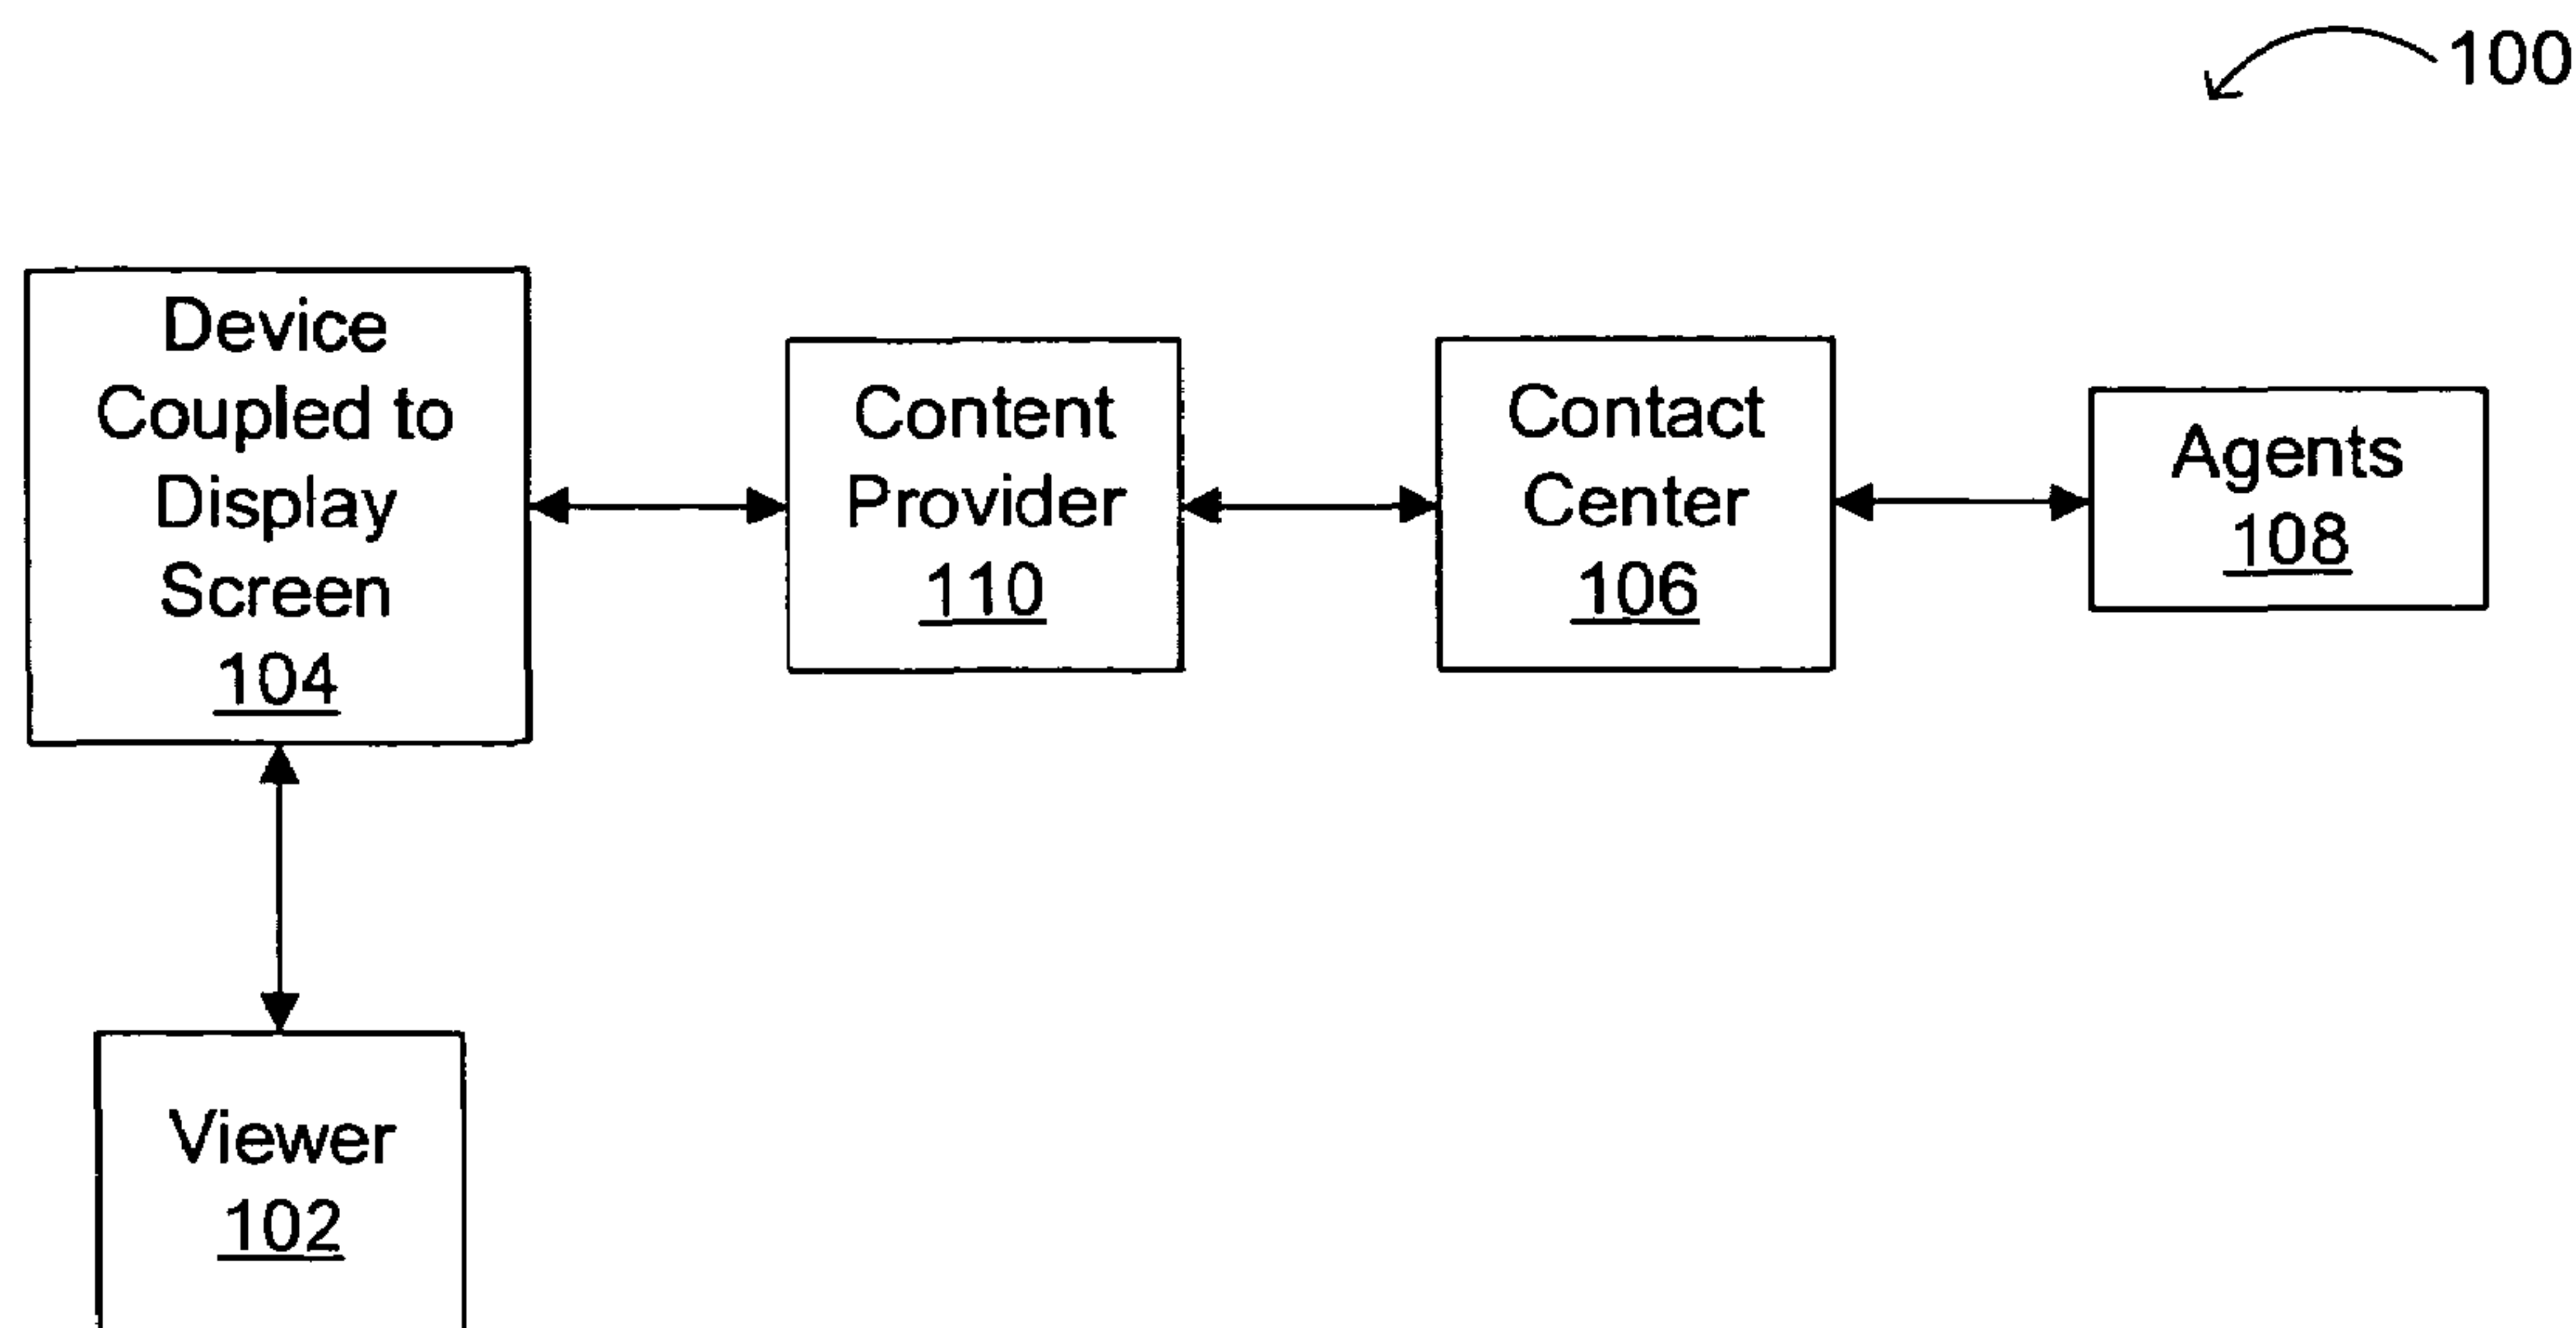 100
Device
Coupled to
Display
Screen
104
Content
Provider
110
Contact
Center
106
Agents
108
Viewer
102